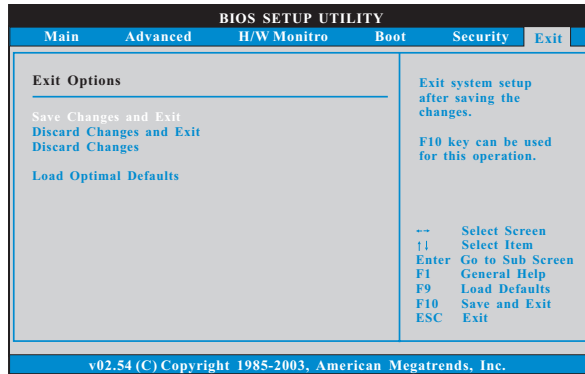 BIOS SETUP UTILITY
Main Advanced H/W Monitro Boot Security Exit
Exit Options
Save Changes and Exit
Discard Changes and Exit
Discard Changes
Load Optimal Defaults
Exit system setup
after saving the
changes.
F10 key can be used
for this operation.
←→ Select Screen
↑↓ Select Item
Enter Go to Sub Screen
F1 General Help
F9 Load Defaults
F10 Save and Exit
ESC Exit
v02.54 (C) Copyright 1985-2003, American Megatrends, Inc.